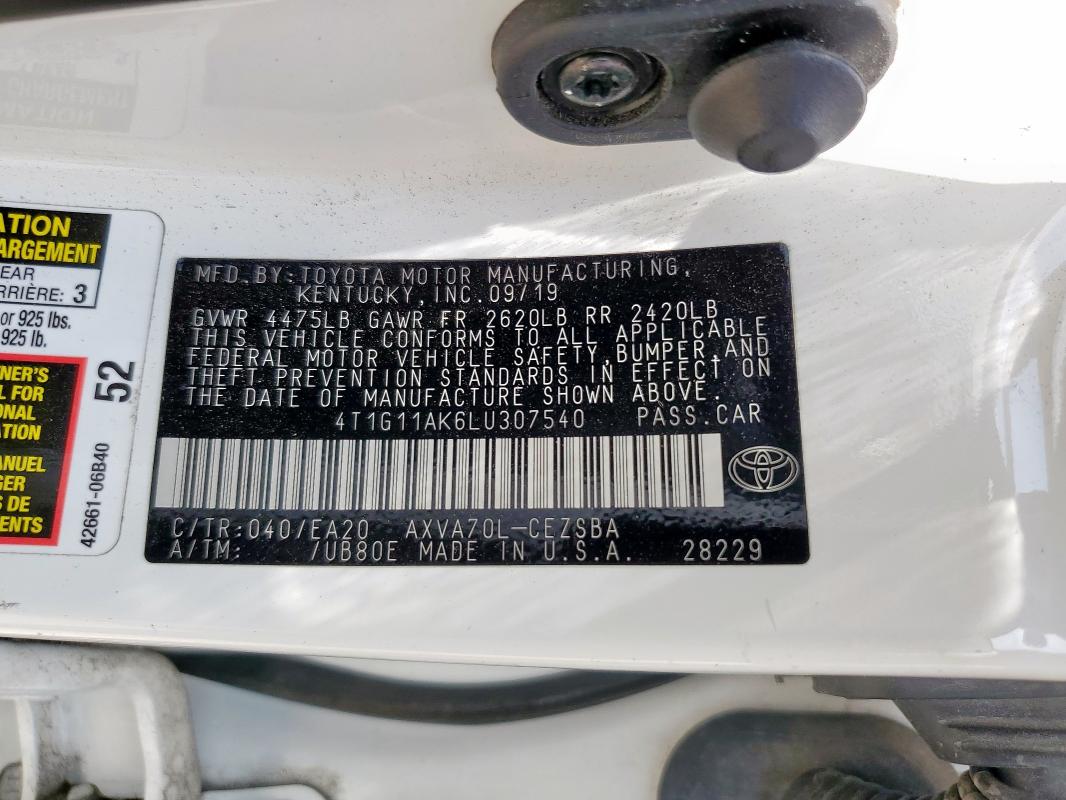 ATION
ARGEMENT
EAR
RRIÈRE: 3
or 925 lbs.
925 lb.
NER'S
L FOR
ONAL
ATION
ANUEL
GER
S DE
ENTS
52
42661-06B40
MFD.BY:TOYOTA MOTOR MANUFACTURING,
KENTUCKY,INC.09/19
GVWR 4475LB GAWR FR 2620LB RR 2420LB
THIS VEHICLE CONFORMS TO ALL APPLICABLE
FEDERAL MOTOR VEHICLE SAFETY,BUMPER,AND
THEFT PREVENTION STANDARDS IN EFFECT ON
THE DATE OF MANUFACTURE SHOWN ABOVE.
4T1G11AK6LU307540 PASS.CAR
C/TR:040/EA20 AXVA70L-CEZSBA
A/TM: /UB80E MADE IN U.S.A. 28229